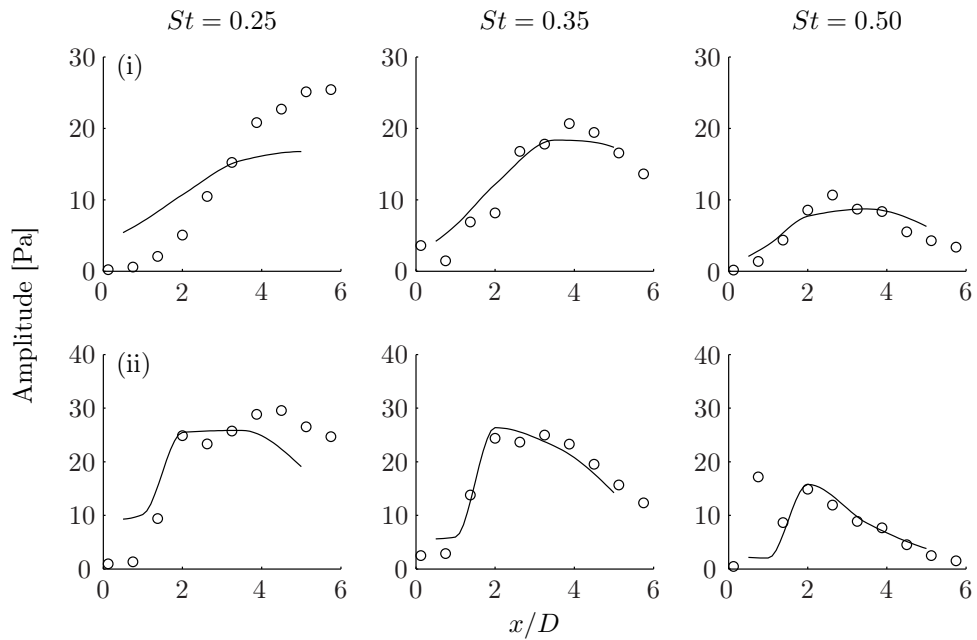 St = 0.25 St = 0.35 St = 0.50
(i)
30 30 30
20 20 20
10 10 10
0 0 0
0 2 4 6 0 2 4 6 0 2 4 6
Amplitude [Pa]
(ii)
40 40 40
30 30 30
20 20 20
10 10 10
0 0 0
0 2 4 6 0 2 4 6 0 2 4 6
x/D